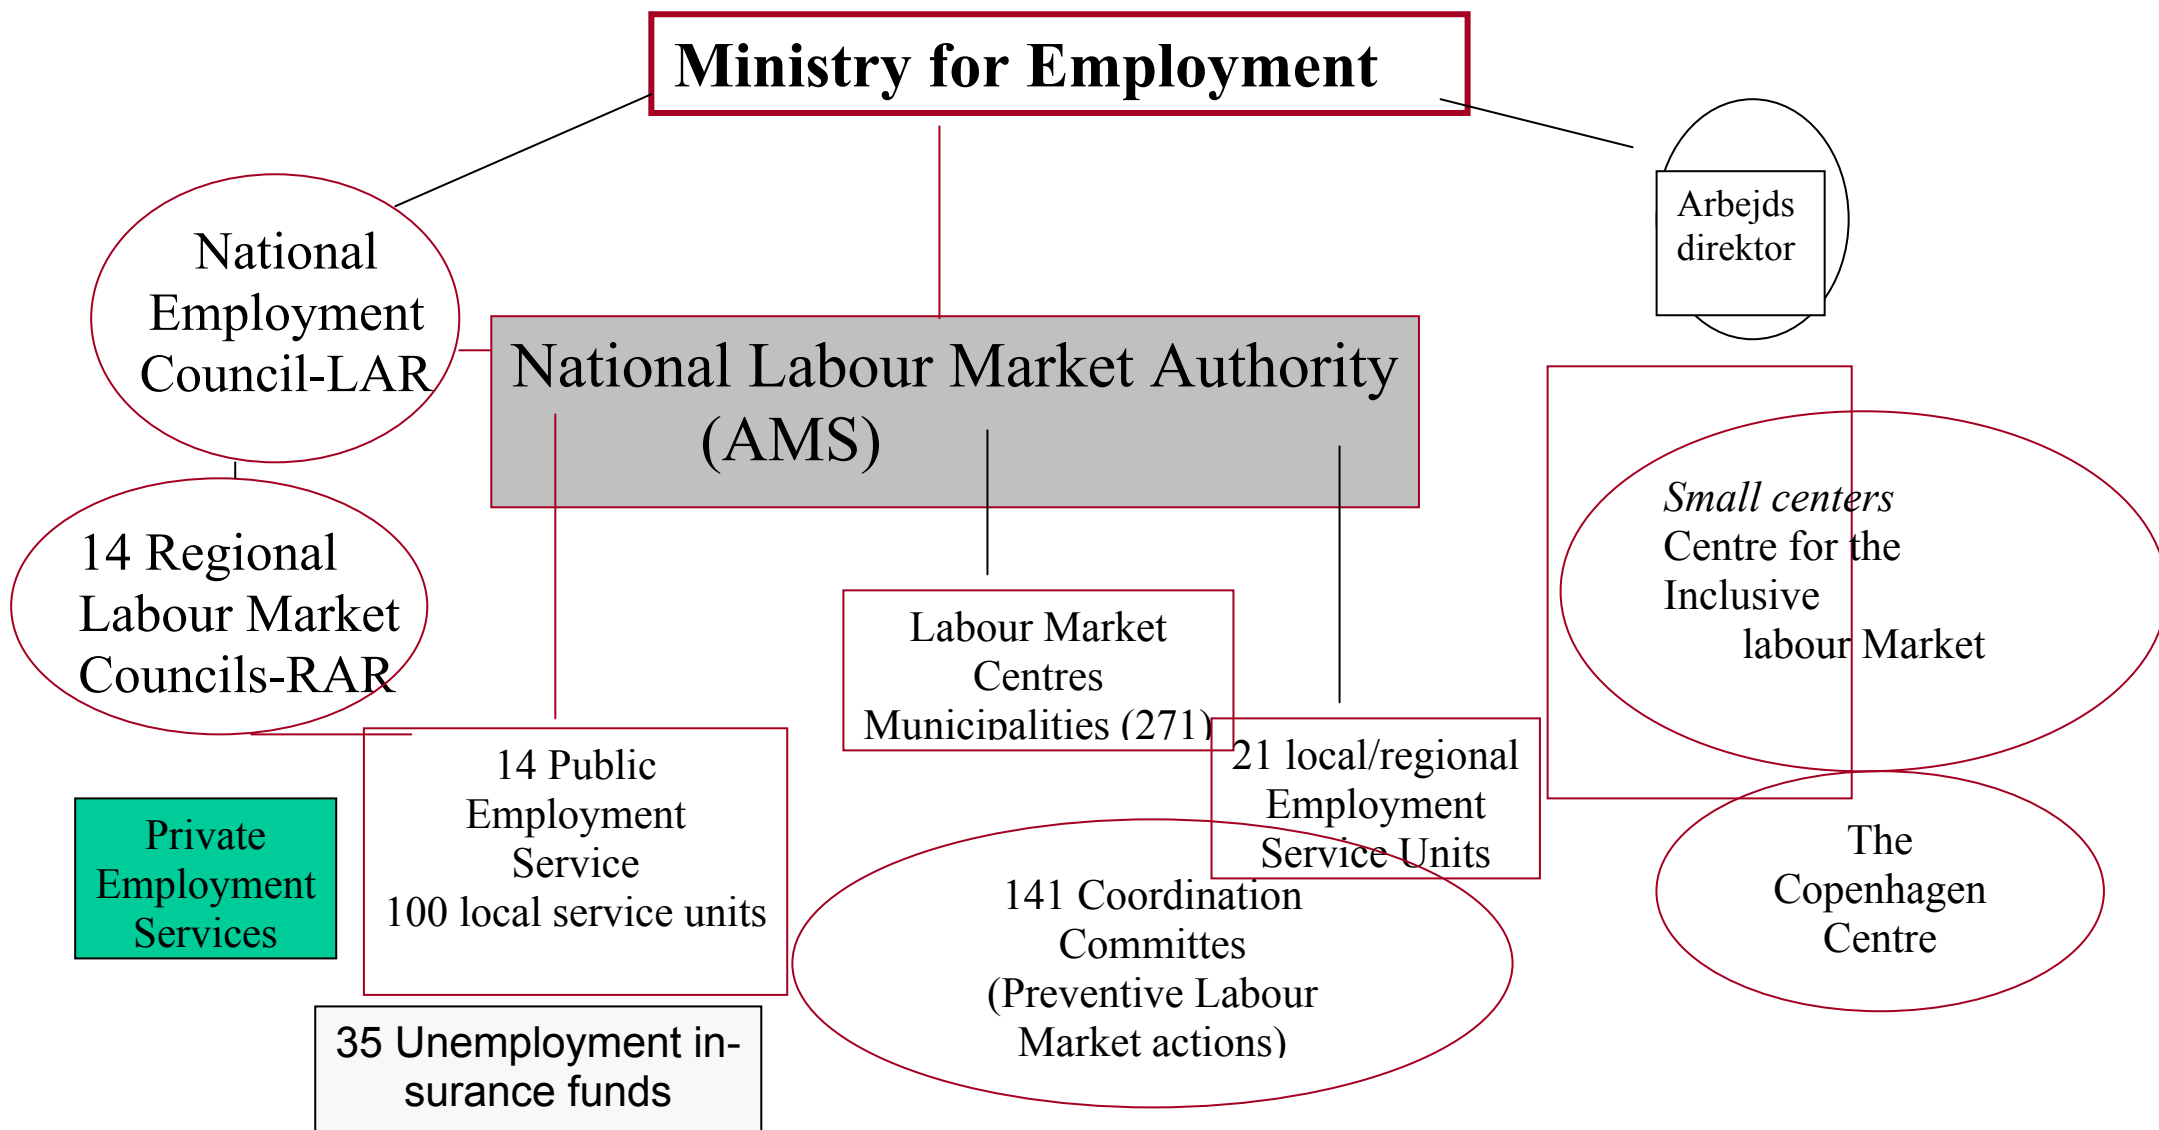 Ministry for Employment
Arbejds
direktor
National
Employment
Council-LAR
National Labour Market Authority
(AMS)
14 Regional
Labour Market
Councils-RAR
Small centers
Centre for the
Inclusive
labour Market
Labour Market
Centres
Municipalities (271)
21 local/regional
Employment
Service Units
14 Public
Employment
Service
100 local service units
Private
Employment
Services
141 Coordination
Committes
(Preventive Labour
Market actions)
The
Copenhagen
Centre
35 Unemployment in-
surance funds